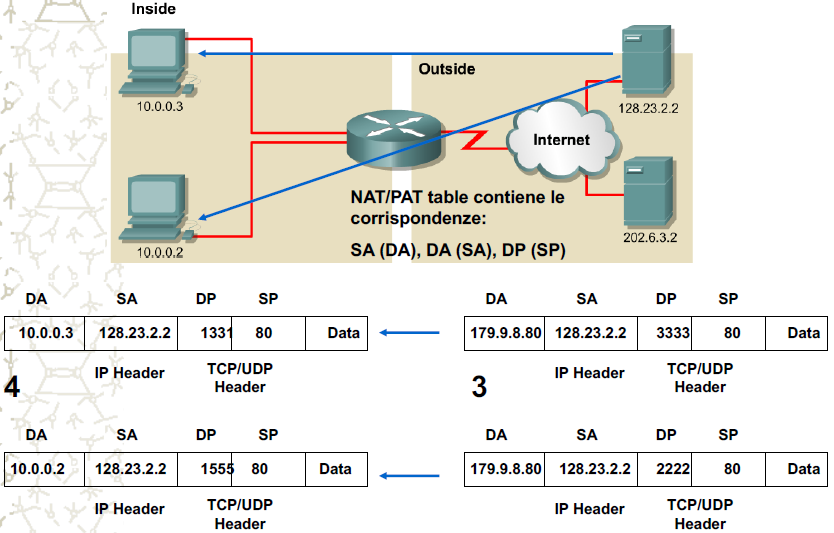 Inside
Outside
10.0.0.3
128.23.2.2
Internet
10.0.0.2
202.6.3.2
NAT/PAT table contiene le
corrispondenze:
SA (DA), DA (SA), DP (SP)
DA SA DP SP
10.0.0.3 128.23.2.2 1331 80 Data
IP Header TCP/UDP
Header
4
DA SA DP SP
179.9.8.80 128.23.2.2 3333 80 Data
IP Header TCP/UDP
Header
3
DA SA DP SP
10.0.0.2 128.23.2.2 1555 80 Data
IP Header TCP/UDP
Header
DA SA DP SP
179.9.8.80 128.23.2.2 2222 80 Data
IP Header TCP/UDP
Header